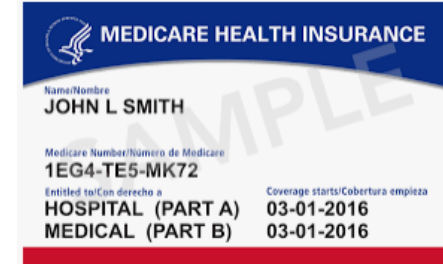 MEDICARE HEALTH INSURANCE
Name/Nombre
JOHN L SMITH
Medicare Number/Número de Medicare
1EG4-TE5-MK72
Entitled to/Con derecho a Coverage starts/Cobertura empieza
HOSPITAL (PART A) 03-01-2016
MEDICAL (PART B) 03-01-2016
SAMPLE